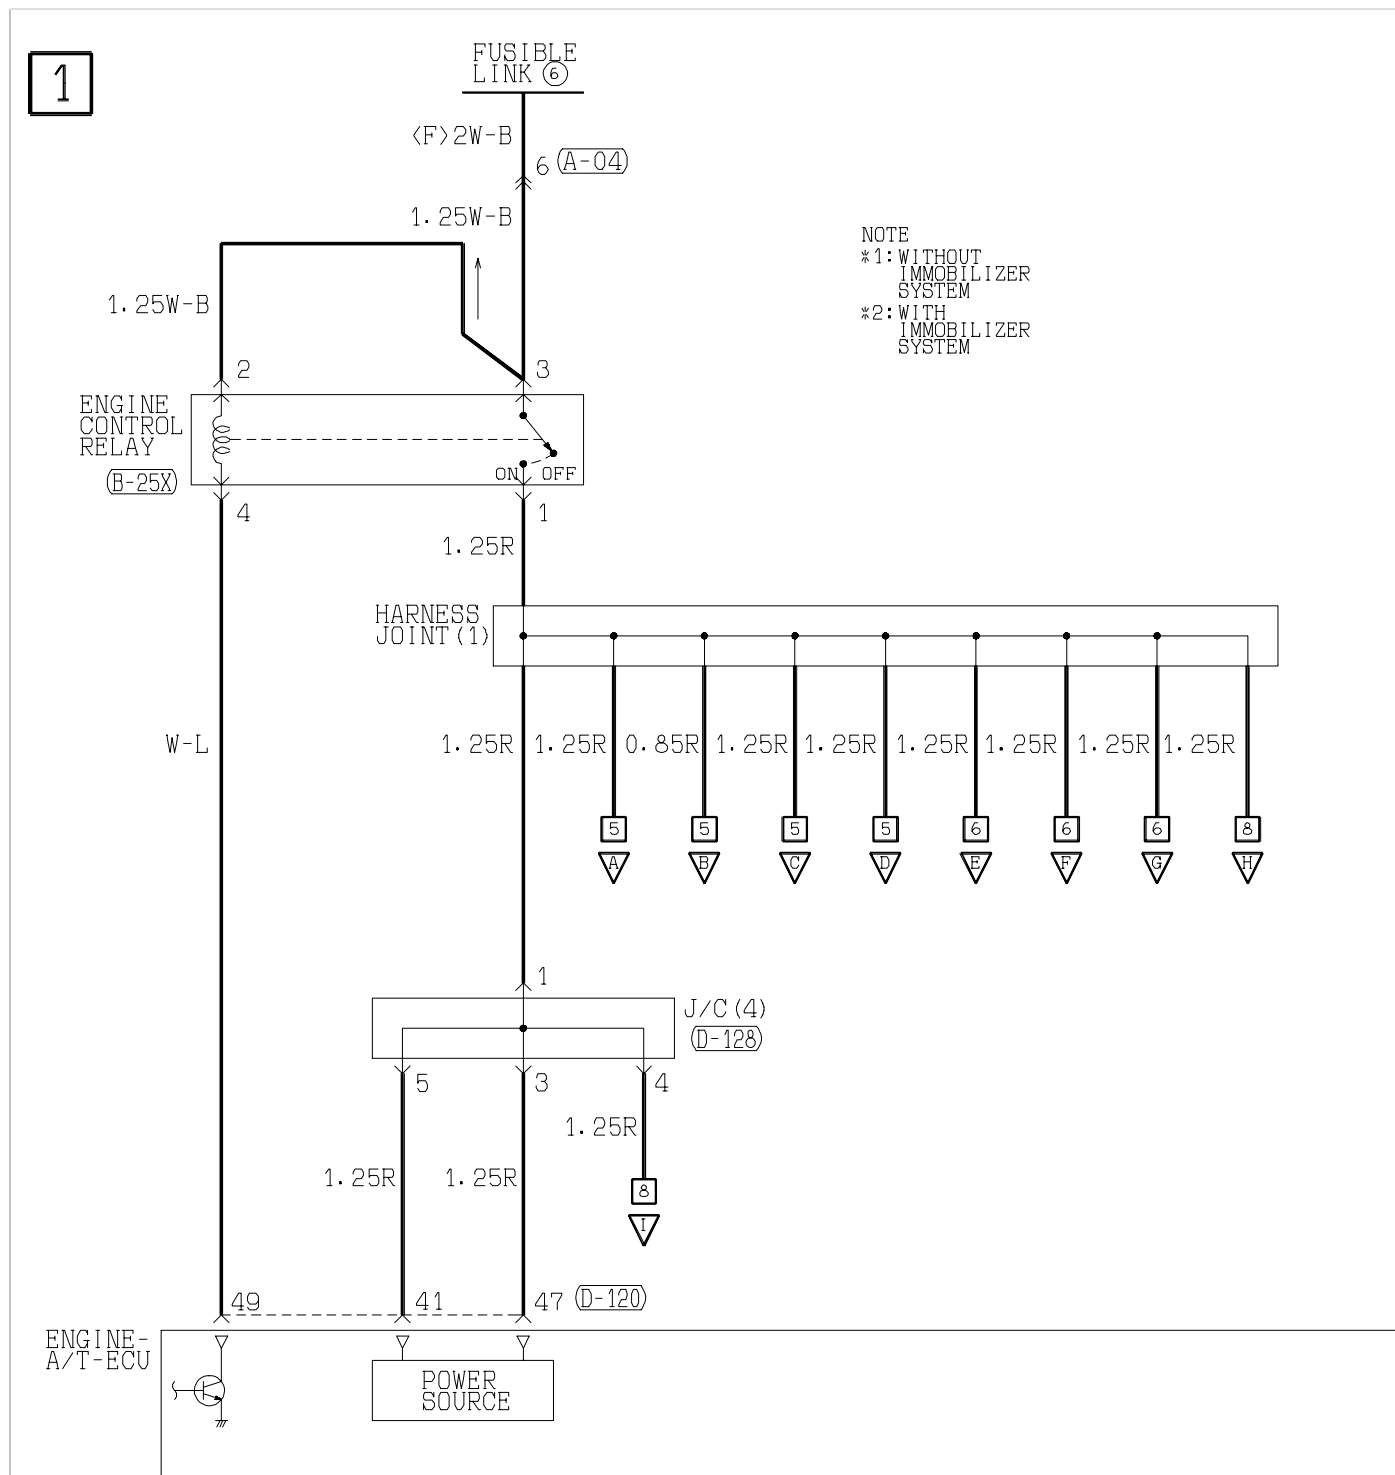 1
FUSIBLE
LINK ⑥
<F>2W-B
6 (A-04)
1.25W-B
NOTE
*1:WITHOUT
IMMOBILIZER
SYSTEM
*2:WITH
IMMOBILIZER
SYSTEM
1.25W-B
2
3
ENGINE
CONTROL
RELAY
(B-25X)
ON OFF
4
1
1.25R
HARNESS
JOINT(1)
W-L
1.25R 1.25R 0.85R 1.25R 1.25R 1.25R 1.25R 1.25R 1.25R
5 5 5 5 6 6 6 8
A B C D E F G H
1
J/C(4)
(D-128)
5 3 4
1.25R
1.25R 1.25R
8
I
49 41 47 (D-120)
ENGINE-
A/T-ECU
POWER
SOURCE